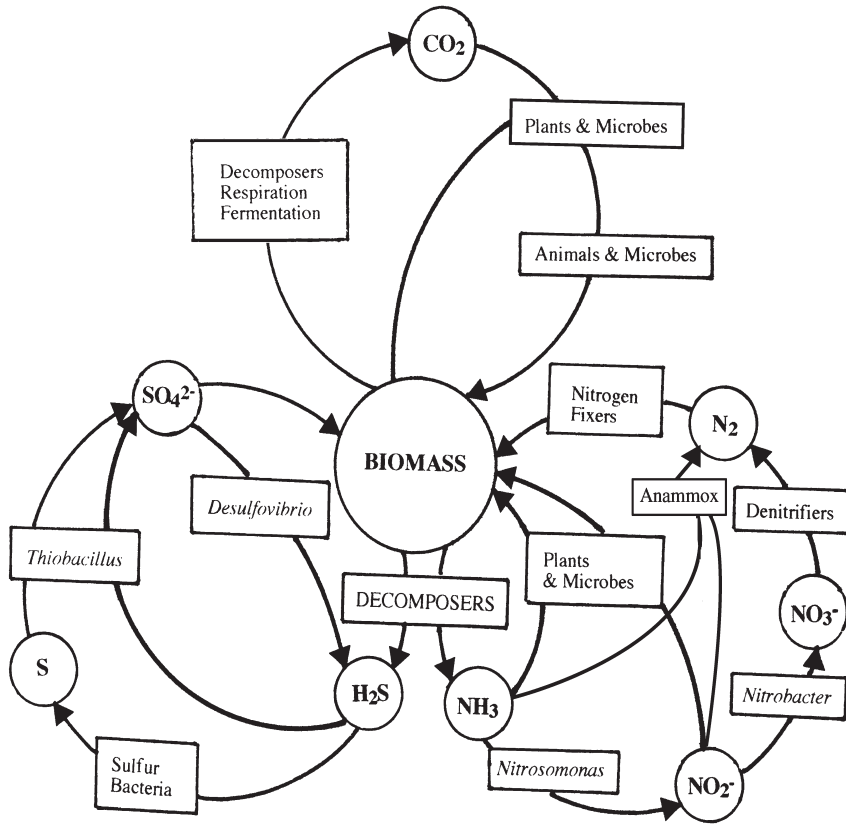 CO₂
Plants & Microbes
Decomposers
Respiration
Fermentation
Animals & Microbes
SO₄²⁻
Nitrogen
Fixers
N₂
BIOMASS
Desulfovibrio
Anammox
Denitrifiers
Thiobacillus
Plants
& Microbes
DECOMPOSERS
NO₃⁻
S
H₂S
NH₃
Nitrobacter
Sulfur
Bacteria
Nitrosomonas
NO₂⁻